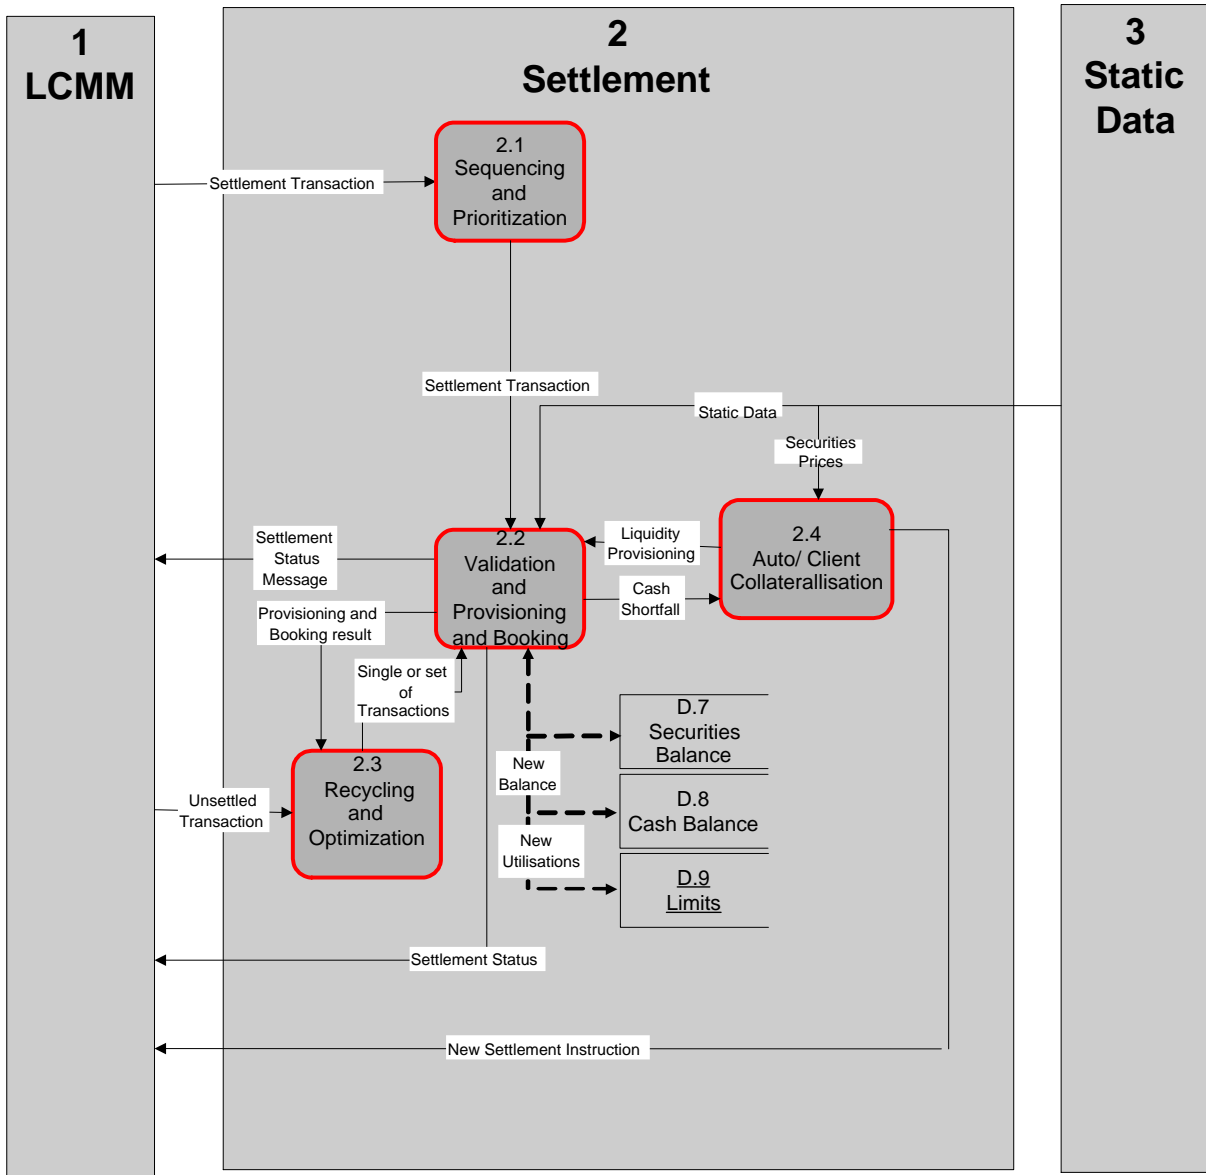 1
LCMM
2
Settlement
3
Static
Data
2.1
Sequencing
and
Prioritization
Settlement Transaction
Settlement Transaction
Static Data
Securities
Prices
2.2
Validation
and
Provisioning
and Booking
Liquidity
Provisioning
2.4
Auto/ Client
Collaterallisation
Cash
Shortfall
Settlement
Status
Message
Provisioning and
Booking result
Single or set
of
Transactions
2.3
Recycling
and
Optimization
Unsettled
Transaction
New
Balance
New
Utilisations
D.7
Securities
Balance
D.8
Cash Balance
D.9
Limits
Settlement Status
New Settlement Instruction